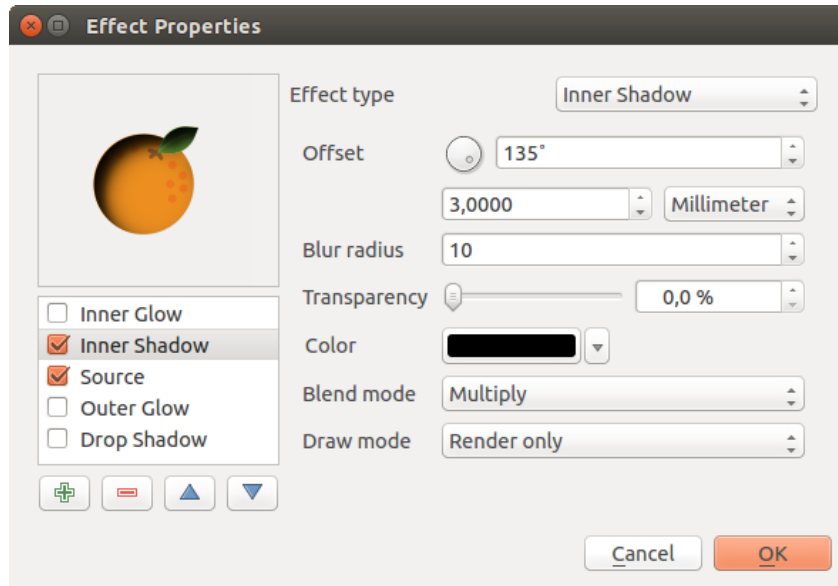 Effect Properties
Effect type
Inner Shadow
Offset
135°
3,0000
Millimeter
Blur radius
10
Transparency
0,0 %
Color
Blend mode
Multiply
Draw mode
Render only
Inner Glow
Inner Shadow
Source
Outer Glow
Drop Shadow
Cancel
OK